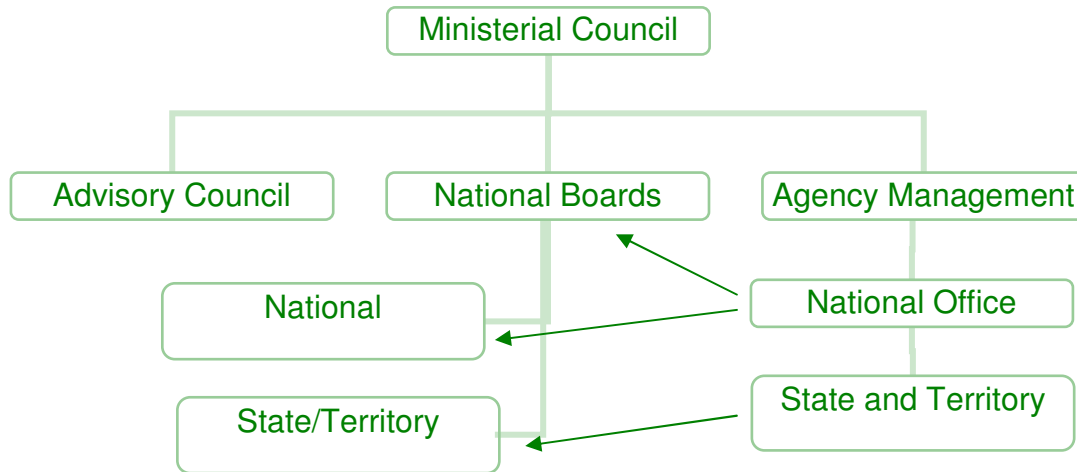 Ministerial Council
Advisory Council
National Boards
Agency Management
National
National Office
State/Territory
State and Territory